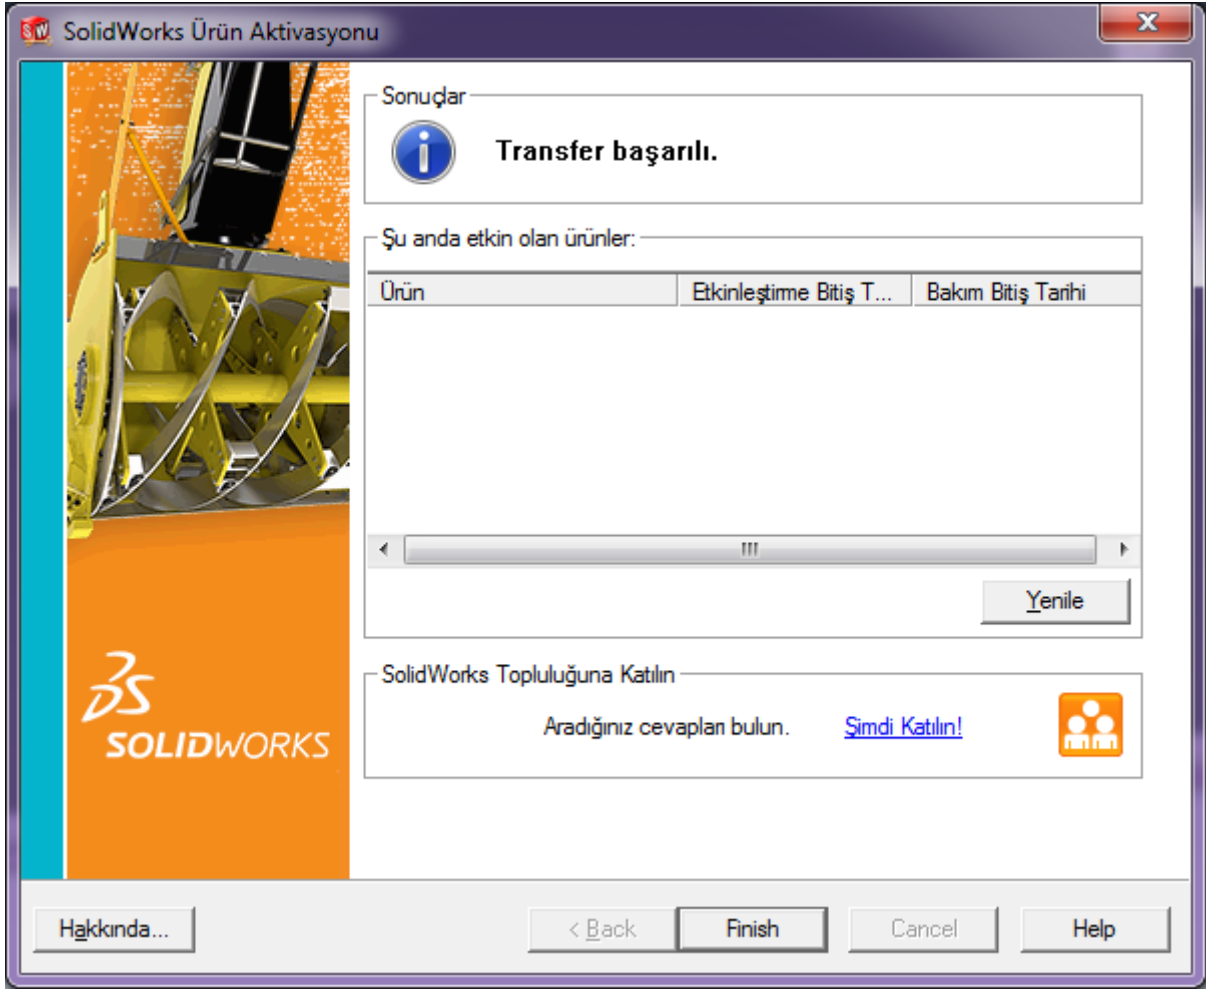 SolidWorks Ürün Aktivasyonu
Sonuçlar
Transfer başarılı.
Şu anda etkin olan ürünler:
Ürün Etkinleştirme Bitiş T... Bakım Bitiş Tarihi
Yenile
SolidWorks Topluluğuna Katılın
Aradığınız cevapları bulun. Şimdi Katılın!
SOLIDWORKS
Hakkında... < Back Finish Cancel Help